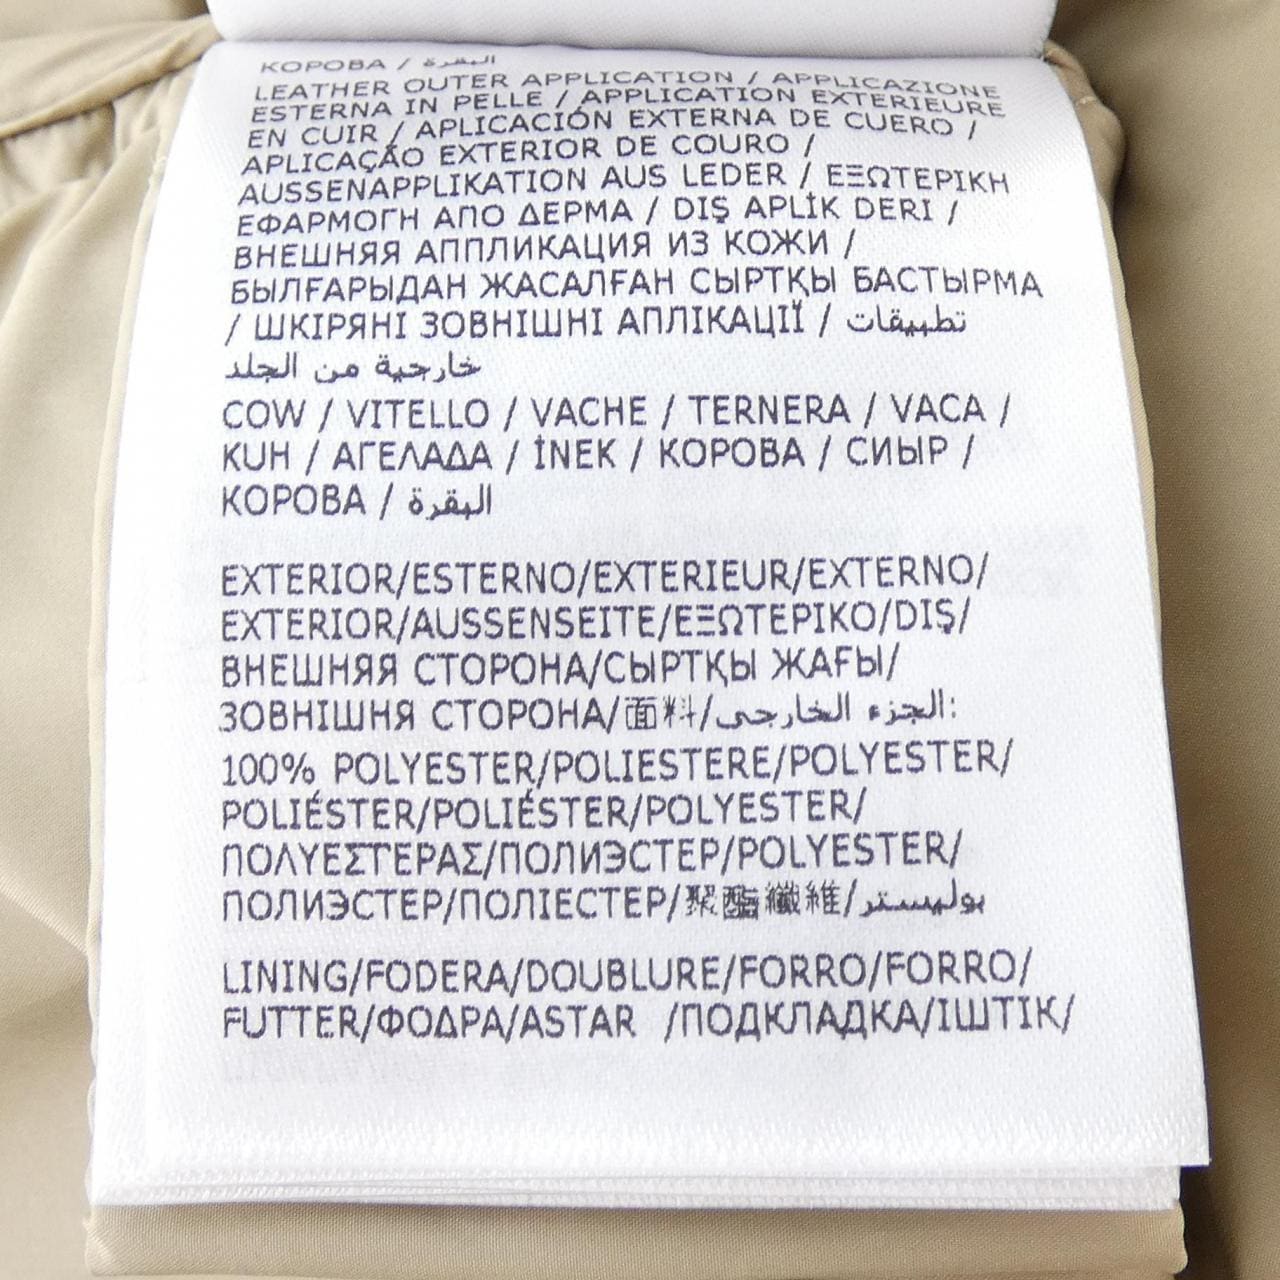 КОРОВА / البقرة
LEATHER OUTER APPLICATION / APPLICAZIONE
ESTERNA IN PELLE / APPLICATION EXTERIEURE
EN CUIR / APLICACIÓN EXTERNA DE CUERO /
APLICAÇÃO EXTERIOR DE COURO /
AUSSENAPPLIKATION AUS LEDER / ΕΞΩΤΕΡΙΚΗ
ΕΦΑΡΜΟΓΗ ΑΠΟ ΔΕΡΜΑ / DIŞ APLİK DERI /
ВНЕШНЯЯ АППЛИКАЦИЯ ИЗ КОЖИ /
БЫЛҒАРЫДАН ЖАСАЛҒАН СЫРТҚЫ БАСТЫРМА
/ ШКІРЯНІ ЗОВНІШНІ АПЛІКАЦІЇ / تطبيقات
خارجية من الجلد
COW / VITELLO / VACHE / TERNERA / VACA /
KUH / ΑΓΕΛΑΔΑ / İNEK / КОРОВА / СИЫР /
КОРОВА / البقرة
EXTERIOR/ESTERNO/EXTERIEUR/EXTERNO/
EXTERIOR/AUSSENSEITE/ΕΞΩΤΕΡΙΚΟ/DIŞ/
ВНЕШНЯЯ СТОРОНА/СЫРТҚЫ ЖАҒЫ/
ЗОВНІШНЯ СТОРОНА/面料/الجزء الخارجي:
100% POLYESTER/POLIESTERE/POLYESTER/
POLIÉSTER/POLIÉSTER/POLYESTER/
ΠΟΛΥΕΣΤΕΡΑΣ/ПОЛИЭСТЕР/POLYESTER/
ПОЛИЭСТЕР/ПОЛІЕСТЕР/聚酯纖維/بوليستر
LINING/FODERA/DOUBLURE/FORRO/FORRO/
FUTTER/ΦΟΔΡΑ/ASTAR /ПОДКЛАДКА/ІШТІК/